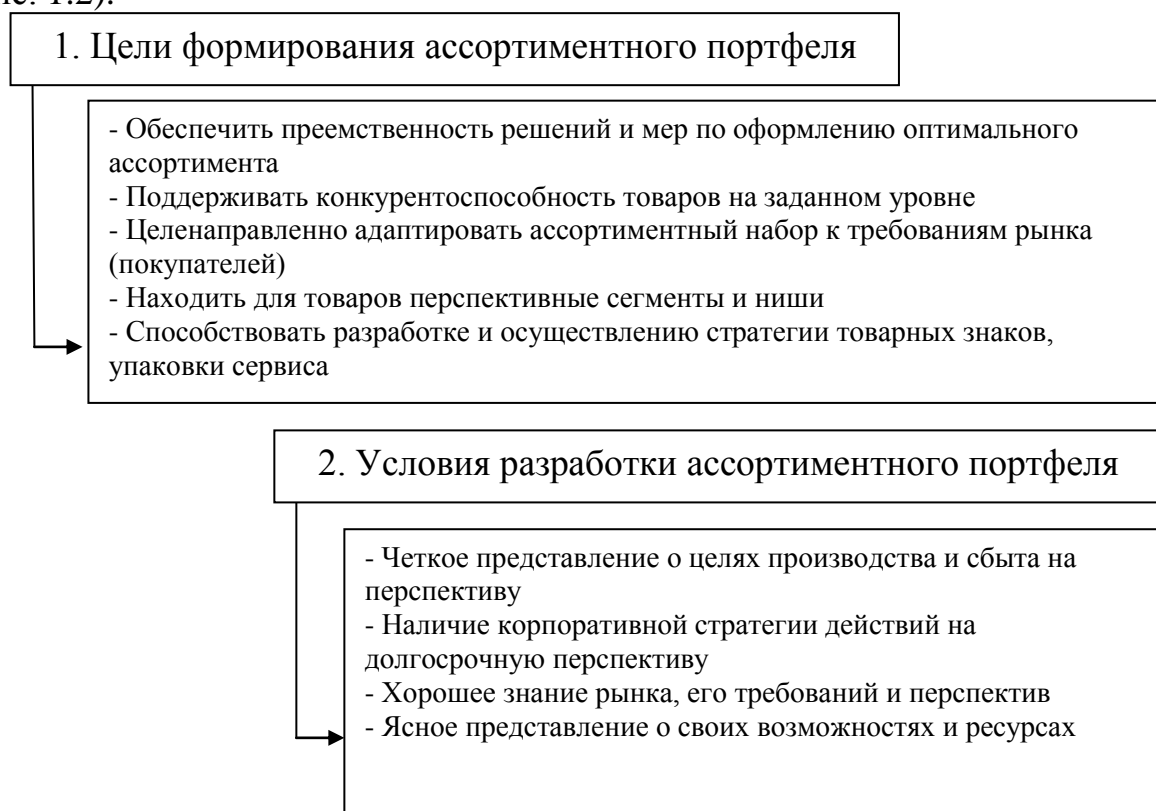 1.2).
1. Цели формирования ассортиментного портфеля
- Обеспечить преемственность решений и мер по оформлению оптимального
ассортимента
- Поддерживать конкурентоспособность товаров на заданном уровне
- Целенаправленно адаптировать ассортиментный набор к требованиям рынка
(покупателей)
- Находить для товаров перспективные сегменты и ниши
- Способствовать разработке и осуществлению стратегии товарных знаков,
упаковки сервиса
2. Условия разработки ассортиментного портфеля
- Четкое представление о целях производства и сбыта на
перспективу
- Наличие корпоративной стратегии действий на
долгосрочную перспективу
- Хорошее знание рынка, его требований и перспектив
- Ясное представление о своих возможностях и ресурсах